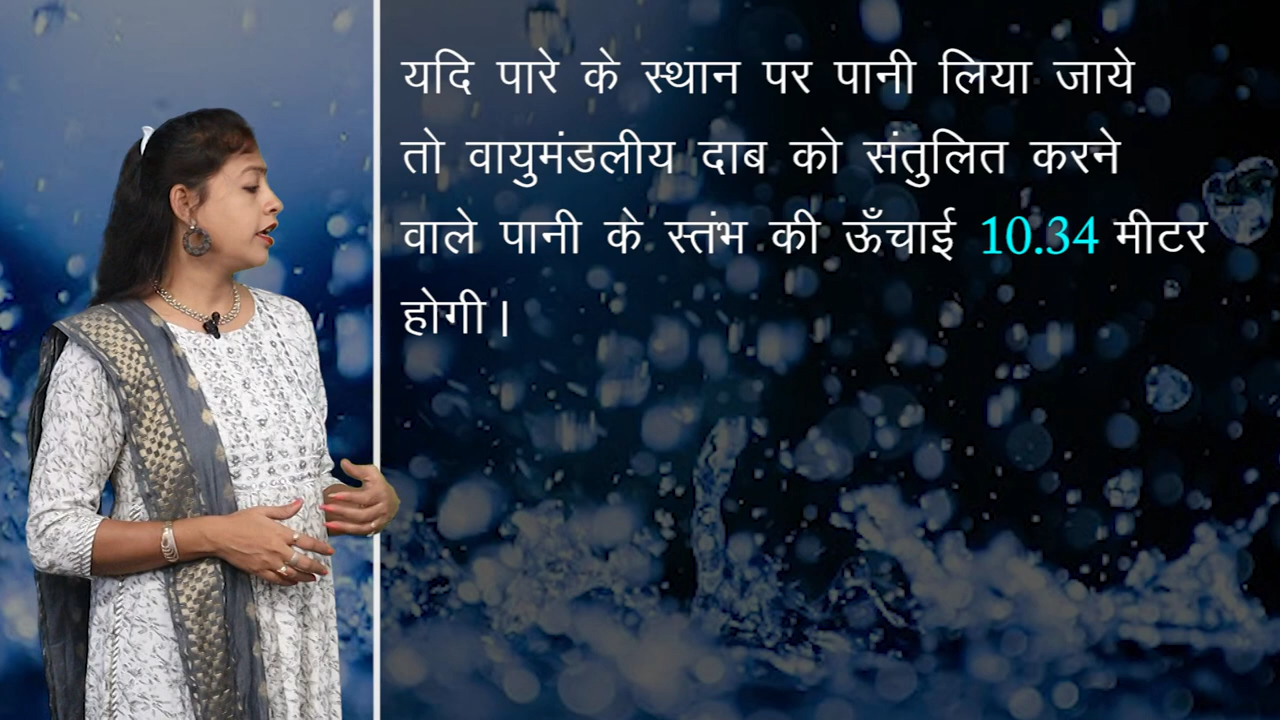 यदि पारे के स्थान पर पानी लिया जाये
तो वायुमंडलीय दाब को संतुलित करने
वाले पानी के स्तंभ की ऊँचाई 10.34 मीटर
होगी।